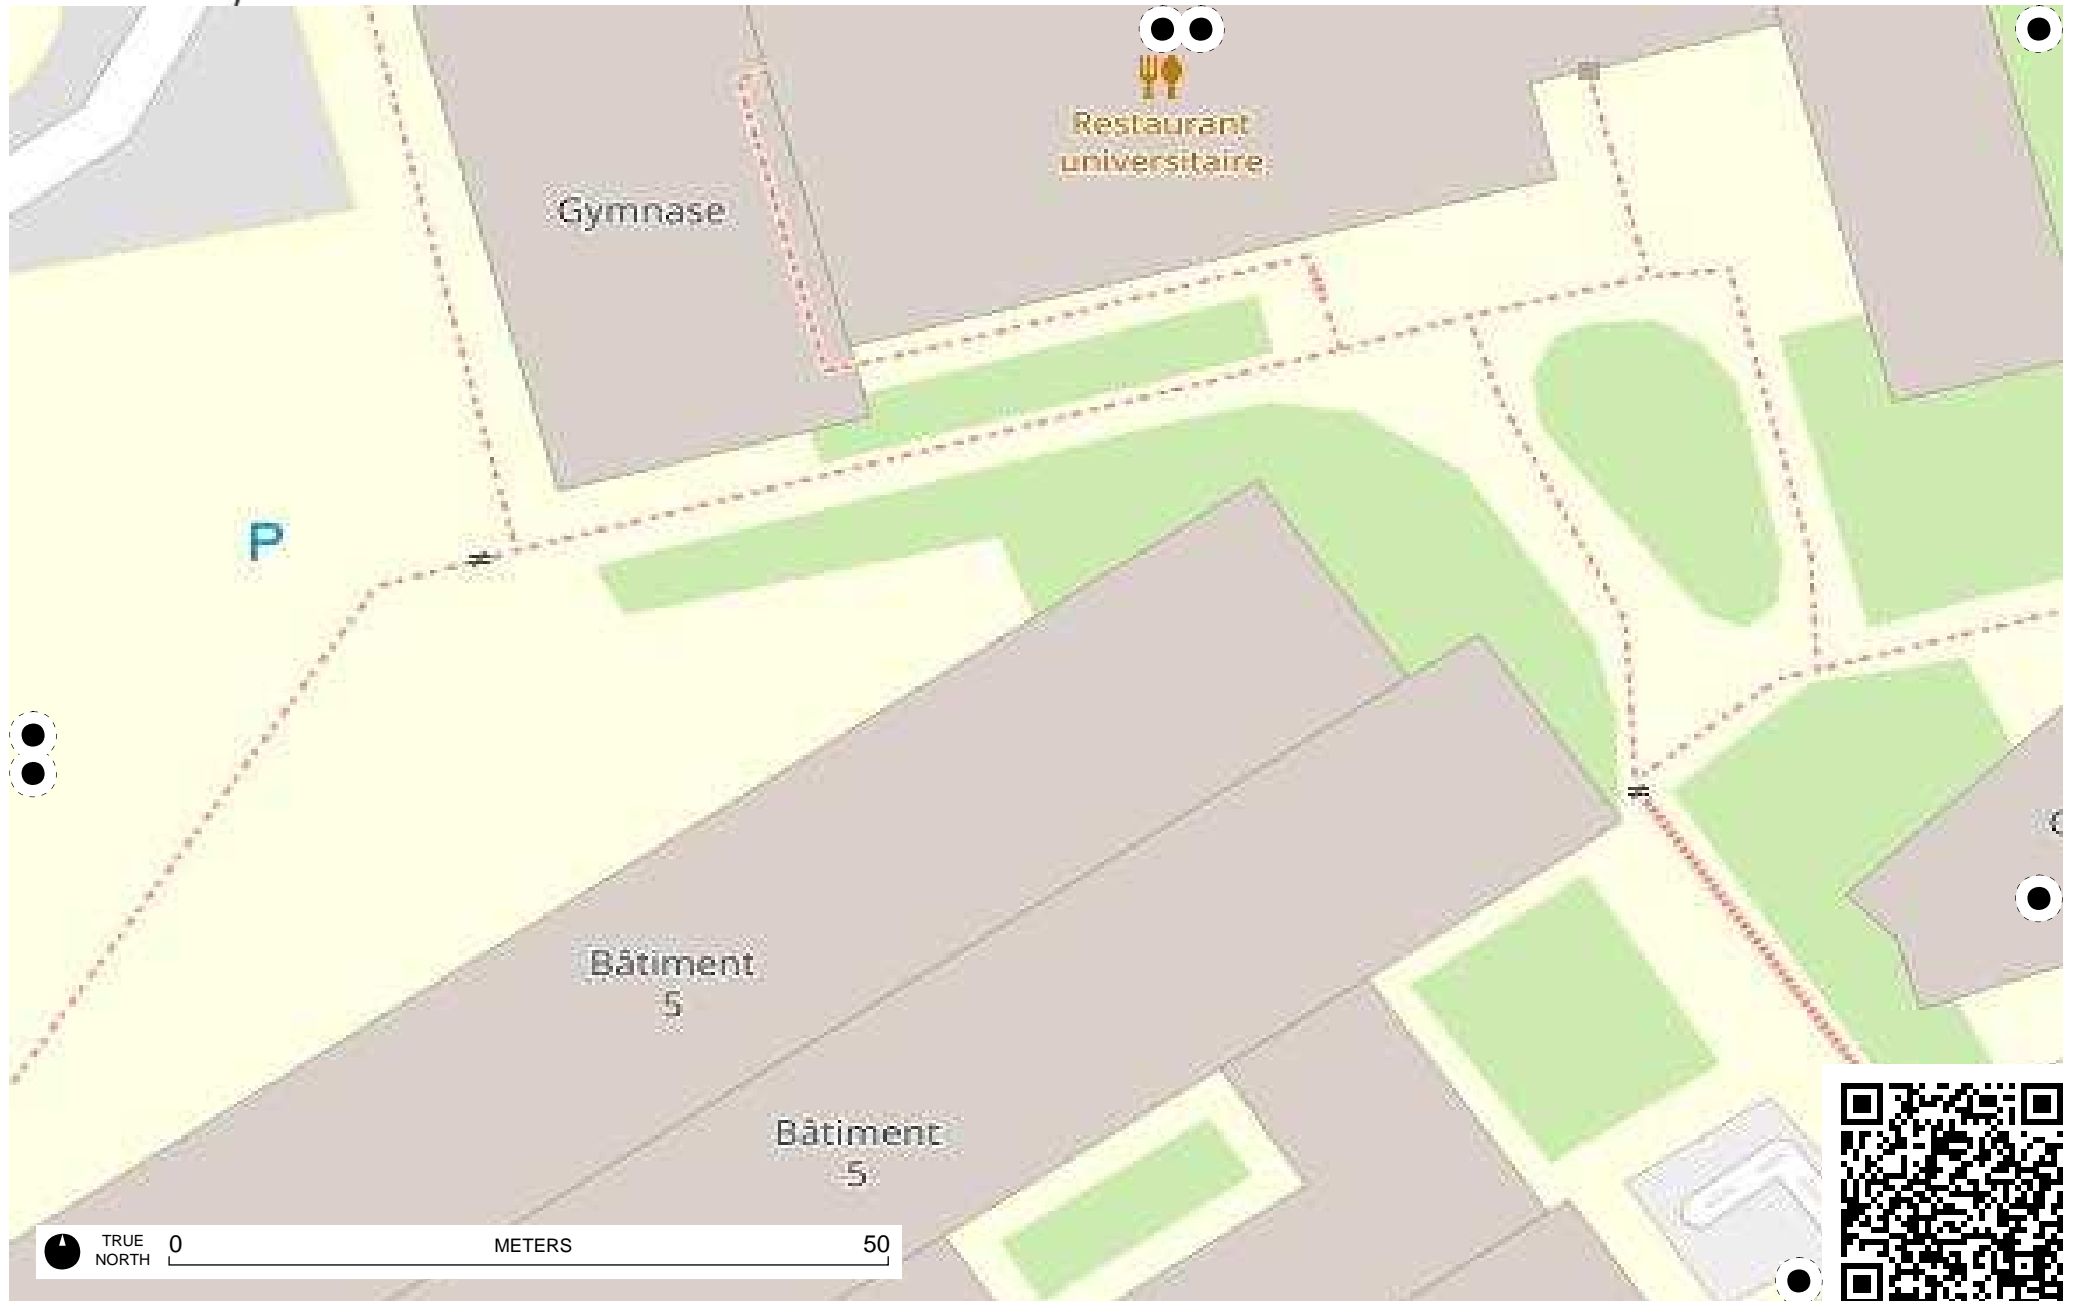 Restaurant
universitaire
Gymnase
P
Bâtiment
5
Bâtiment
5
TRUE
NORTH
0 METERS 50